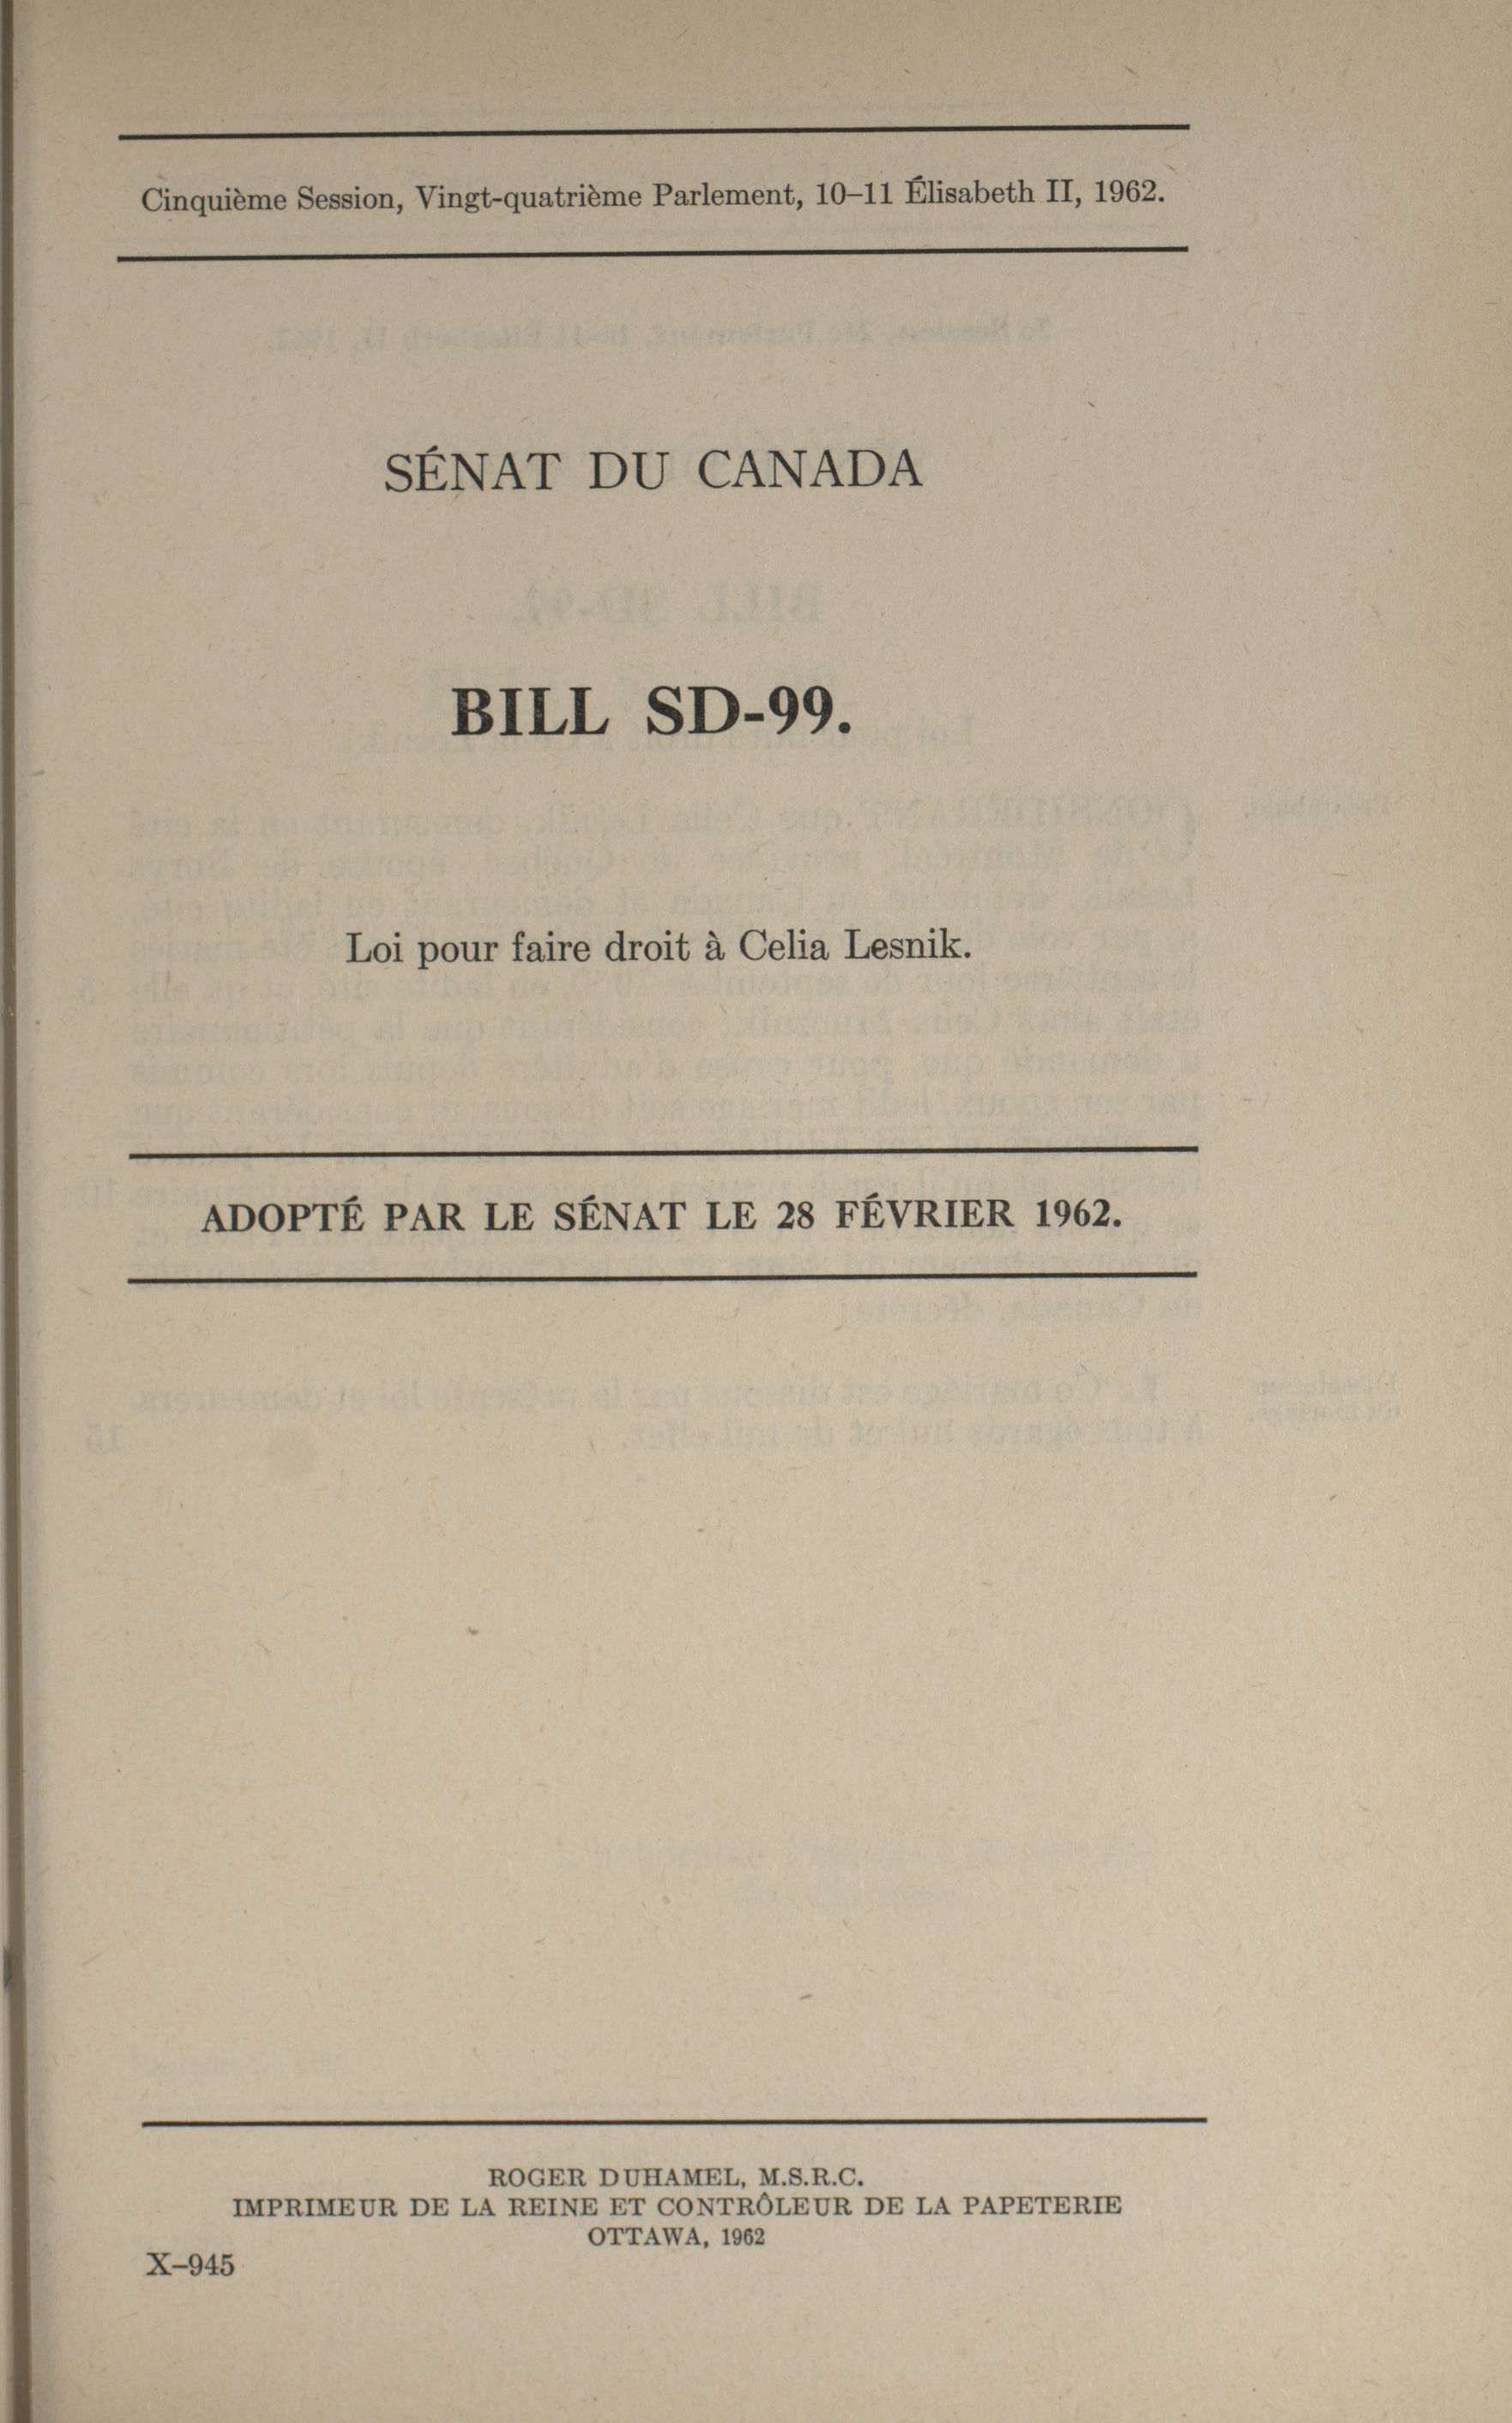 Cinquième Session, Vingt-quatrième Parlement, 10–11 Élisabeth II, 1962.
SÉNAT DU CANADA
BILL SD-99.
Loi pour faire droit à Celia Lesnik.
ADOPTÉ PAR LE SÉNAT LE 28 FÉVRIER 1962.
ROGER DUHAMEL, M.S.R.C.
IMPRIMEUR DE LA REINE ET CONTRÔLEUR DE LA PAPETERIE
OTTAWA, 1962
X–945